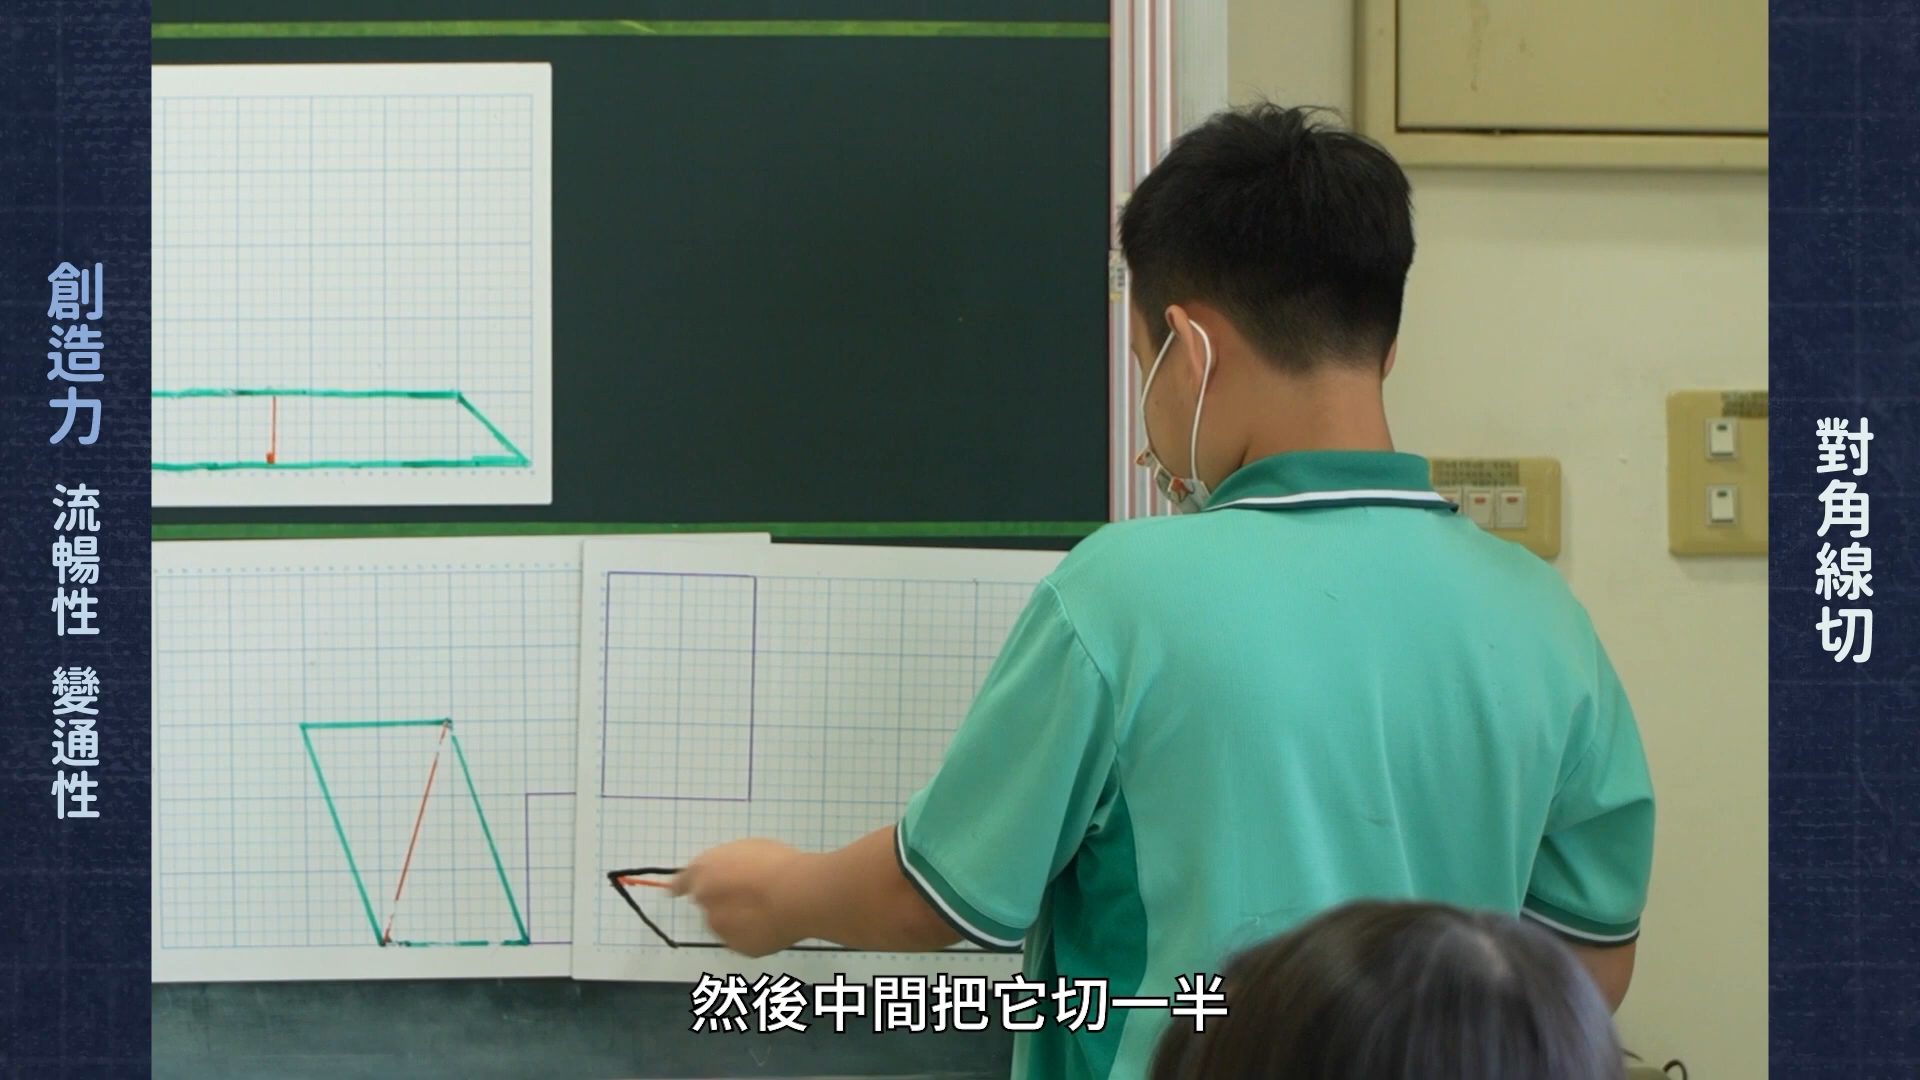 創造力 流暢性 變通性
對角線切
然後中間把它切一半